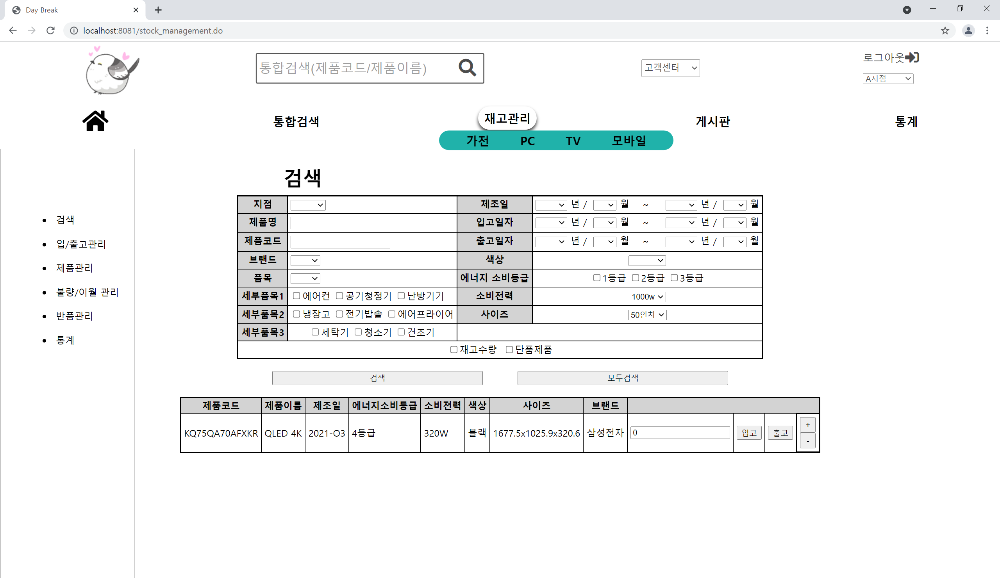 Day Break
localhost:8081/stock_management.do
통합검색(제품코드/제품이름)
고객센터
로그아웃
A지점
통합검색 재고관리 게시판 통계
가전 PC TV 모바일
검색
입/출고관리
제품관리
불량/이월 관리
반품관리
통계
검색
지점 제조일 년 / 월 ~ 년 / 월
제품명 입고일자 년 / 월 ~ 년 / 월
제품코드 출고일자 년 / 월 ~ 년 / 월
브랜드 색상
품목 에너지 소비등급 1등급 2등급 3등급
세부품목1 에어컨 공기청정기 난방기기 소비전력 1000w
세부품목2 냉장고 전기밥솥 에어프라이어 사이즈 50인치
세부품목3 세탁기 청소기 건조기
재고수량 단품제품
검색 모두검색
제품코드 제품이름 제조일 에너지소비등급 소비전력 색상 사이즈 브랜드
KQ75QA70AFXKR QLED 4K 2021-O3 4등급 320W 블랙 1677.5x1025.9x320.6 삼성전자 0 입고 출고 +
-